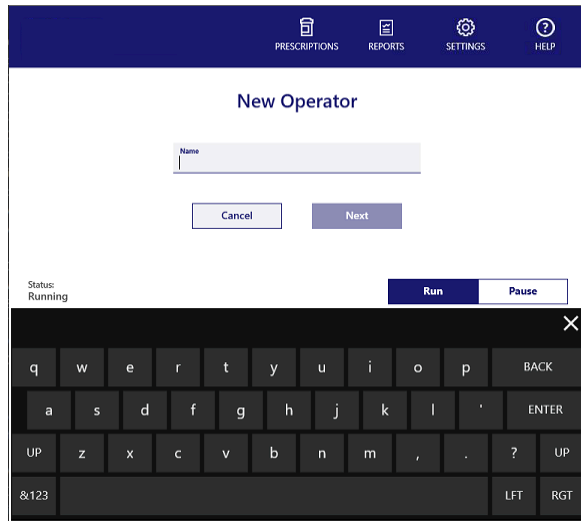 PRESCRIPTIONS REPORTS SETTINGS HELP
New Operator
Name
Cancel Next
Status:
Running
Run Pause
q w e r t y u i o p BACK
a s d f g h j k l ' ENTER
UP z x c v b n m , . ? UP
&123 LFT RGT